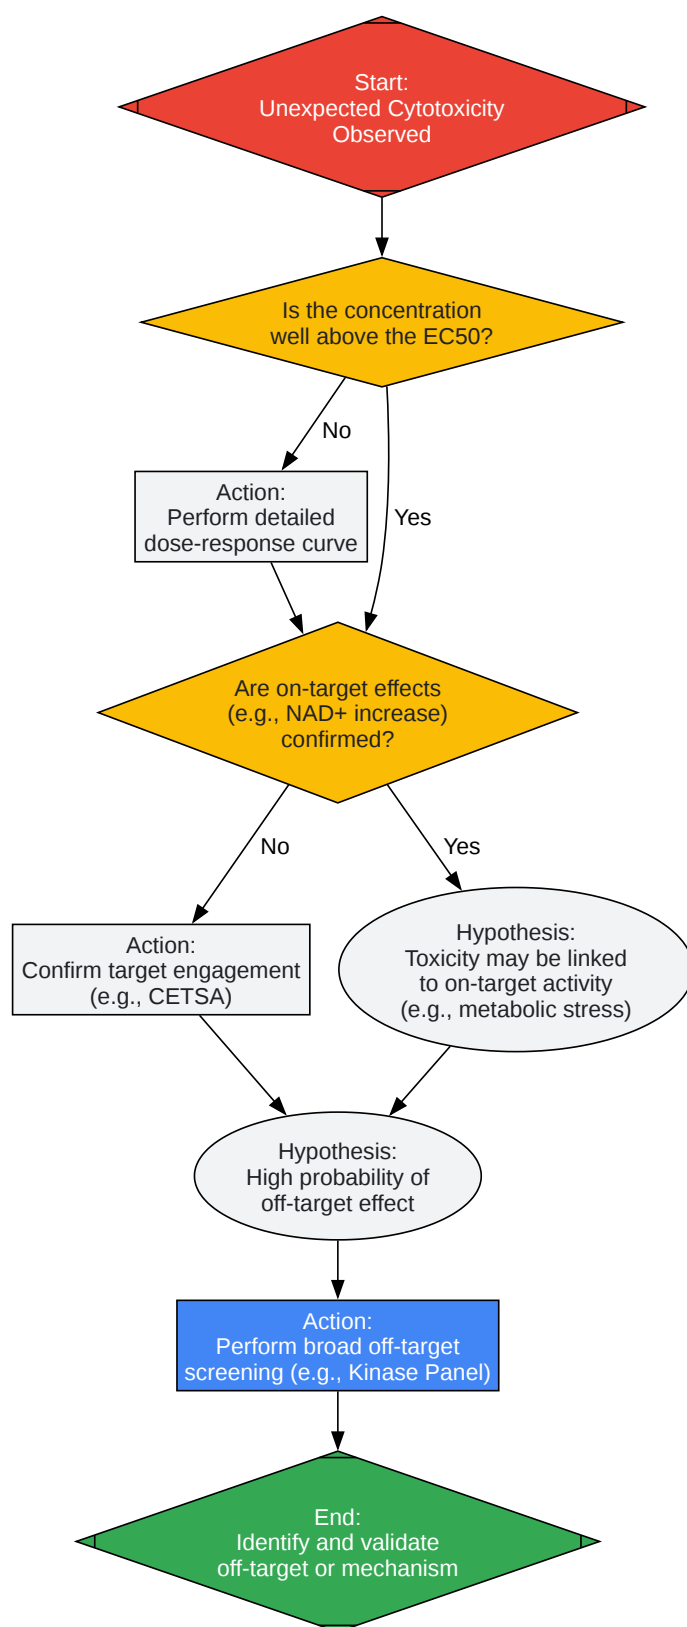 Start:
Unexpected Cytotoxicity
Observed
Is the concentration
well above the EC50?
No
Yes
Action:
Perform detailed
dose-response curve
Are on-target effects
(e.g., NAD+ increase)
confirmed?
No
Yes
Action:
Confirm target engagement
(e.g., CETSA)
Hypothesis:
Toxicity may be linked
to on-target activity
(e.g., metabolic stress)
Hypothesis:
High probability of
off-target effect
Action:
Perform broad off-target
screening (e.g., Kinase Panel)
End:
Identify and validate
off-target or mechanism